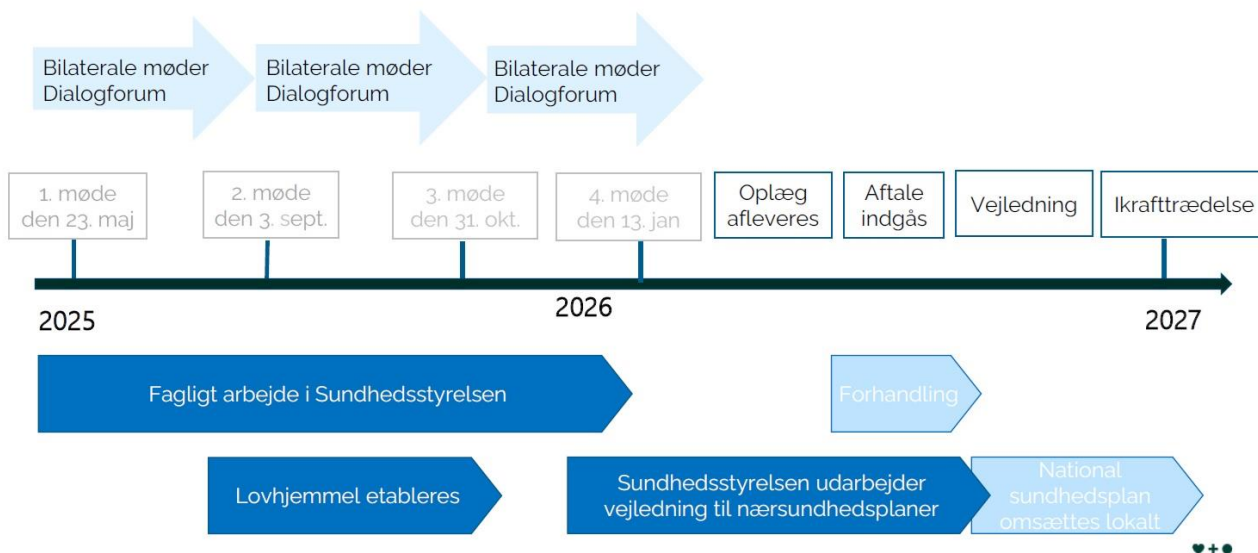 Bilaterale møder
Dialogforum
Bilaterale møder
Dialogforum
Bilaterale møder
Dialogforum
1. møde
den 23. maj
2. møde
den 3. sept.
3. møde
den 31. okt.
4. møde
den 13. jan
Oplæg
afleveres
Aftale
indgås
Vejledning
Ikrafttrædelse
2025
2026
2027
Fagligt arbejde i Sundhedsstyrelsen
Forhandling
Lovhjemmel etableres
Sundhedsstyrelsen udarbejder
vejledning til nærsundhedsplaner
National
sundhedsplan
omsættes lokalt